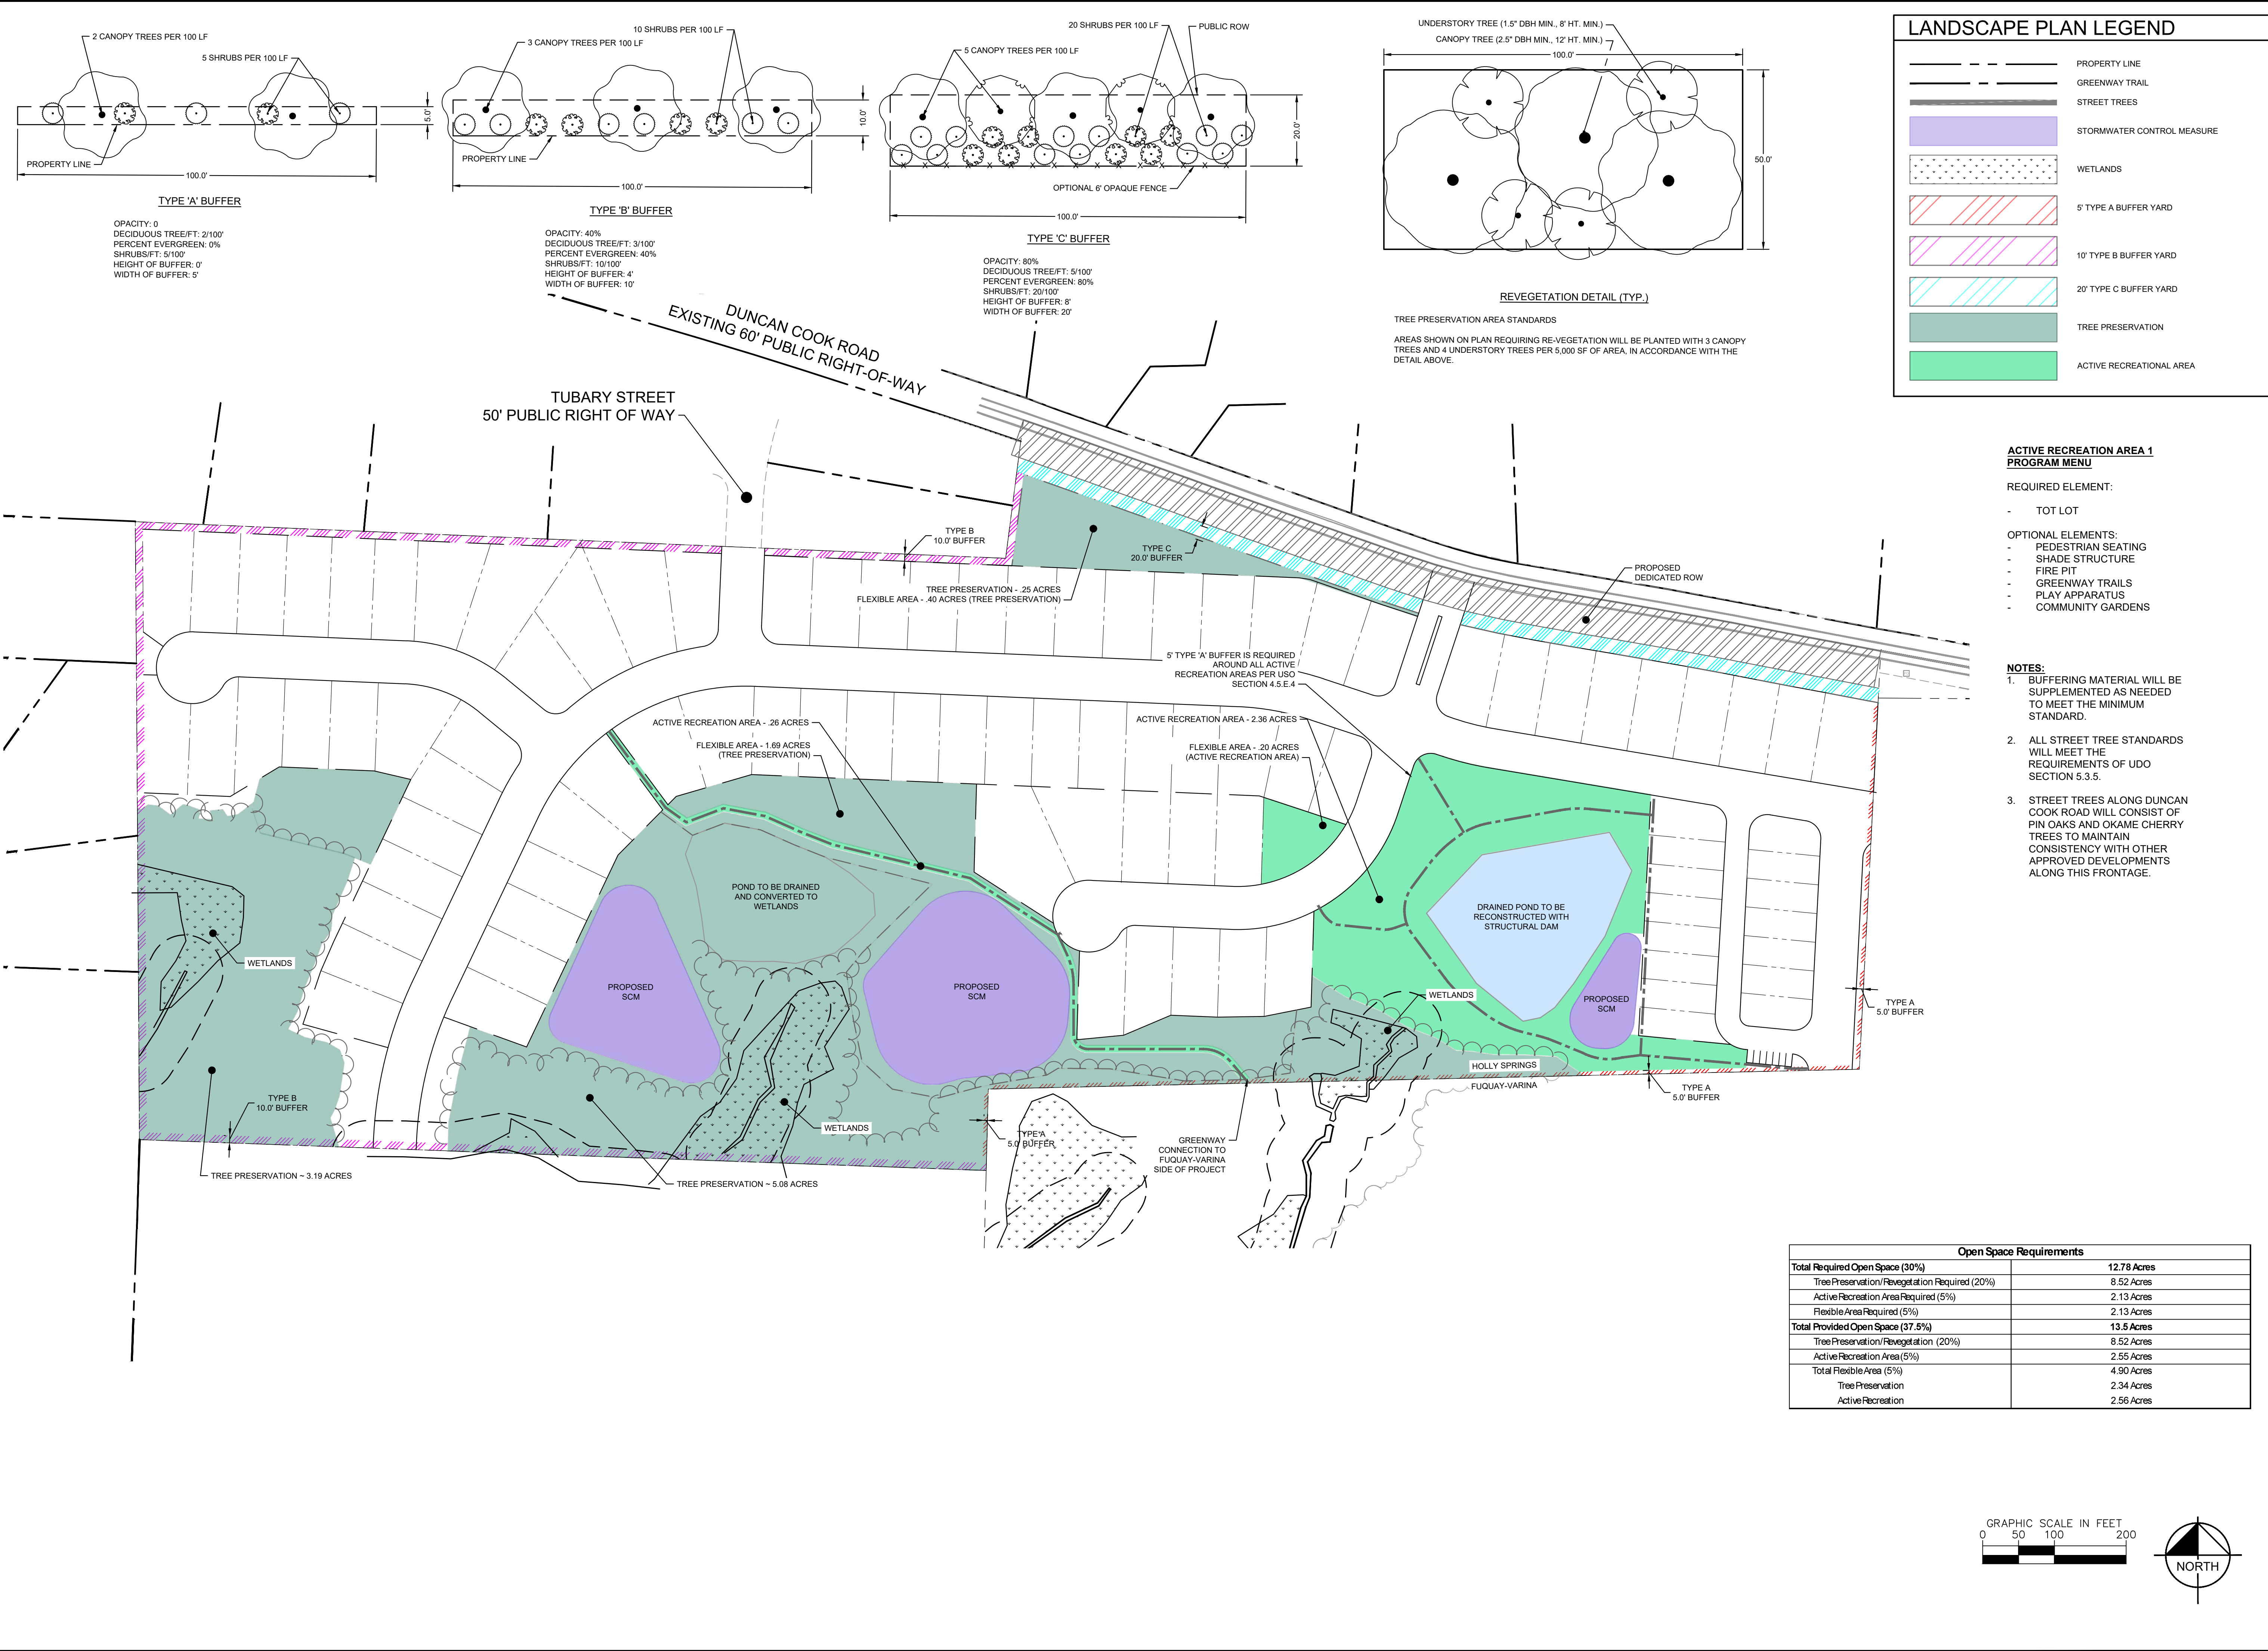 2 CANOPY TREES PER 100 LF
5 SHRUBS PER 100 LF
PROPERTY LINE
5.0'
100.0'
TYPE 'A' BUFFER
OPACITY: 0
DECIDUOUS TREE/FT: 2/100'
PERCENT EVERGREEN: 0%
SHRUBS/FT: 5/100'
HEIGHT OF BUFFER: 0'
WIDTH OF BUFFER: 5'
10 SHRUBS PER 100 LF
3 CANOPY TREES PER 100 LF
PROPERTY LINE
10.0'
100.0'
TYPE 'B' BUFFER
OPACITY: 40%
DECIDUOUS TREE/FT: 3/100'
PERCENT EVERGREEN: 40%
SHRUBS/FT: 10/100'
HEIGHT OF BUFFER: 4'
WIDTH OF BUFFER: 10'
20 SHRUBS PER 100 LF
PUBLIC ROW
5 CANOPY TREES PER 100 LF
20.0'
OPTIONAL 6' OPAQUE FENCE
100.0'
TYPE 'C' BUFFER
OPACITY: 80%
DECIDUOUS TREE/FT: 5/100'
PERCENT EVERGREEN: 80%
SHRUBS/FT: 20/100'
HEIGHT OF BUFFER: 8'
WIDTH OF BUFFER: 20'
UNDERSTORY TREE (1.5" DBH MIN., 8' HT. MIN.)
CANOPY TREE (2.5" DBH MIN., 12' HT. MIN.)
100.0'
50.0'
REVEGETATION DETAIL (TYP.)
TREE PRESERVATION AREA STANDARDS
AREAS SHOWN ON PLAN REQUIRING RE-VEGETATION WILL BE PLANTED WITH 3 CANOPY
TREES AND 4 UNDERSTORY TREES PER 5,000 SF OF AREA, IN ACCORDANCE WITH THE
DETAIL ABOVE.
LANDSCAPE PLAN LEGEND
PROPERTY LINE
GREENWAY TRAIL
STREET TREES
STORMWATER CONTROL MEASURE
WETLANDS
5' TYPE A BUFFER YARD
10' TYPE B BUFFER YARD
20' TYPE C BUFFER YARD
TREE PRESERVATION
ACTIVE RECREATIONAL AREA
DUNCAN COOK ROAD
EXISTING 60' PUBLIC RIGHT-OF-WAY
TUBARY STREET
50' PUBLIC RIGHT OF WAY
TYPE B
10.0' BUFFER
TYPE C
20.0' BUFFER
TREE PRESERVATION - .25 ACRES
FLEXIBLE AREA - .40 ACRES (TREE PRESERVATION)
PROPOSED
DEDICATED ROW
5' TYPE 'A' BUFFER IS REQUIRED
AROUND ALL ACTIVE
RECREATION AREAS PER USO
SECTION 4.5.E.4
ACTIVE RECREATION AREA - .26 ACRES
FLEXIBLE AREA - 1.69 ACRES
(TREE PRESERVATION)
ACTIVE RECREATION AREA - 2.36 ACRES
FLEXIBLE AREA - .20 ACRES
(ACTIVE RECREATION AREA)
POND TO BE DRAINED
AND CONVERTED TO
WETLANDS
DRAINED POND TO BE
RECONSTRUCTED WITH
STRUCTURAL DAM
WETLANDS
PROPOSED
SCM
PROPOSED
SCM
WETLANDS
PROPOSED
SCM
TYPE A
5.0' BUFFER
HOLLY SPRINGS
FUQUAY-VARINA
TYPE A
5.0' BUFFER
TYPE B
10.0' BUFFER
WETLANDS
TYPE A
5.0' BUFFER
GREENWAY
CONNECTION TO
FUQUAY-VARINA
SIDE OF PROJECT
TREE PRESERVATION ~ 3.19 ACRES
TREE PRESERVATION ~ 5.08 ACRES
ACTIVE RECREATION AREA 1
PROGRAM MENU
REQUIRED ELEMENT:
- TOT LOT
OPTIONAL ELEMENTS:
- PEDESTRIAN SEATING
- SHADE STRUCTURE
- FIRE PIT
- GREENWAY TRAILS
- PLAY APPARATUS
- COMMUNITY GARDENS
NOTES:
1. BUFFERING MATERIAL WILL BE
SUPPLEMENTED AS NEEDED
TO MEET THE MINIMUM
STANDARD.
2. ALL STREET TREE STANDARDS
WILL MEET THE
REQUIREMENTS OF UDO
SECTION 5.3.5.
3. STREET TREES ALONG DUNCAN
COOK ROAD WILL CONSIST OF
PIN OAKS AND OKAME CHERRY
TREES TO MAINTAIN
CONSISTENCY WITH OTHER
APPROVED DEVELOPMENTS
ALONG THIS FRONTAGE.
Open Space Requirements
Total Required Open Space (30%) 12.78 Acres
Tree Preservation/Revegetation Required (20%) 8.52 Acres
Active Recreation Area Required (5%) 2.13 Acres
Flexible Area Required (5%) 2.13 Acres
Total Provided Open Space (37.5%) 13.5 Acres
Tree Preservation/Revegetation (20%) 8.52 Acres
Active Recreation Area (5%) 2.55 Acres
Total Flexible Area (5%) 4.90 Acres
Tree Preservation 2.34 Acres
Active Recreation 2.56 Acres
GRAPHIC SCALE IN FEET
0 50 100 200
NORTH